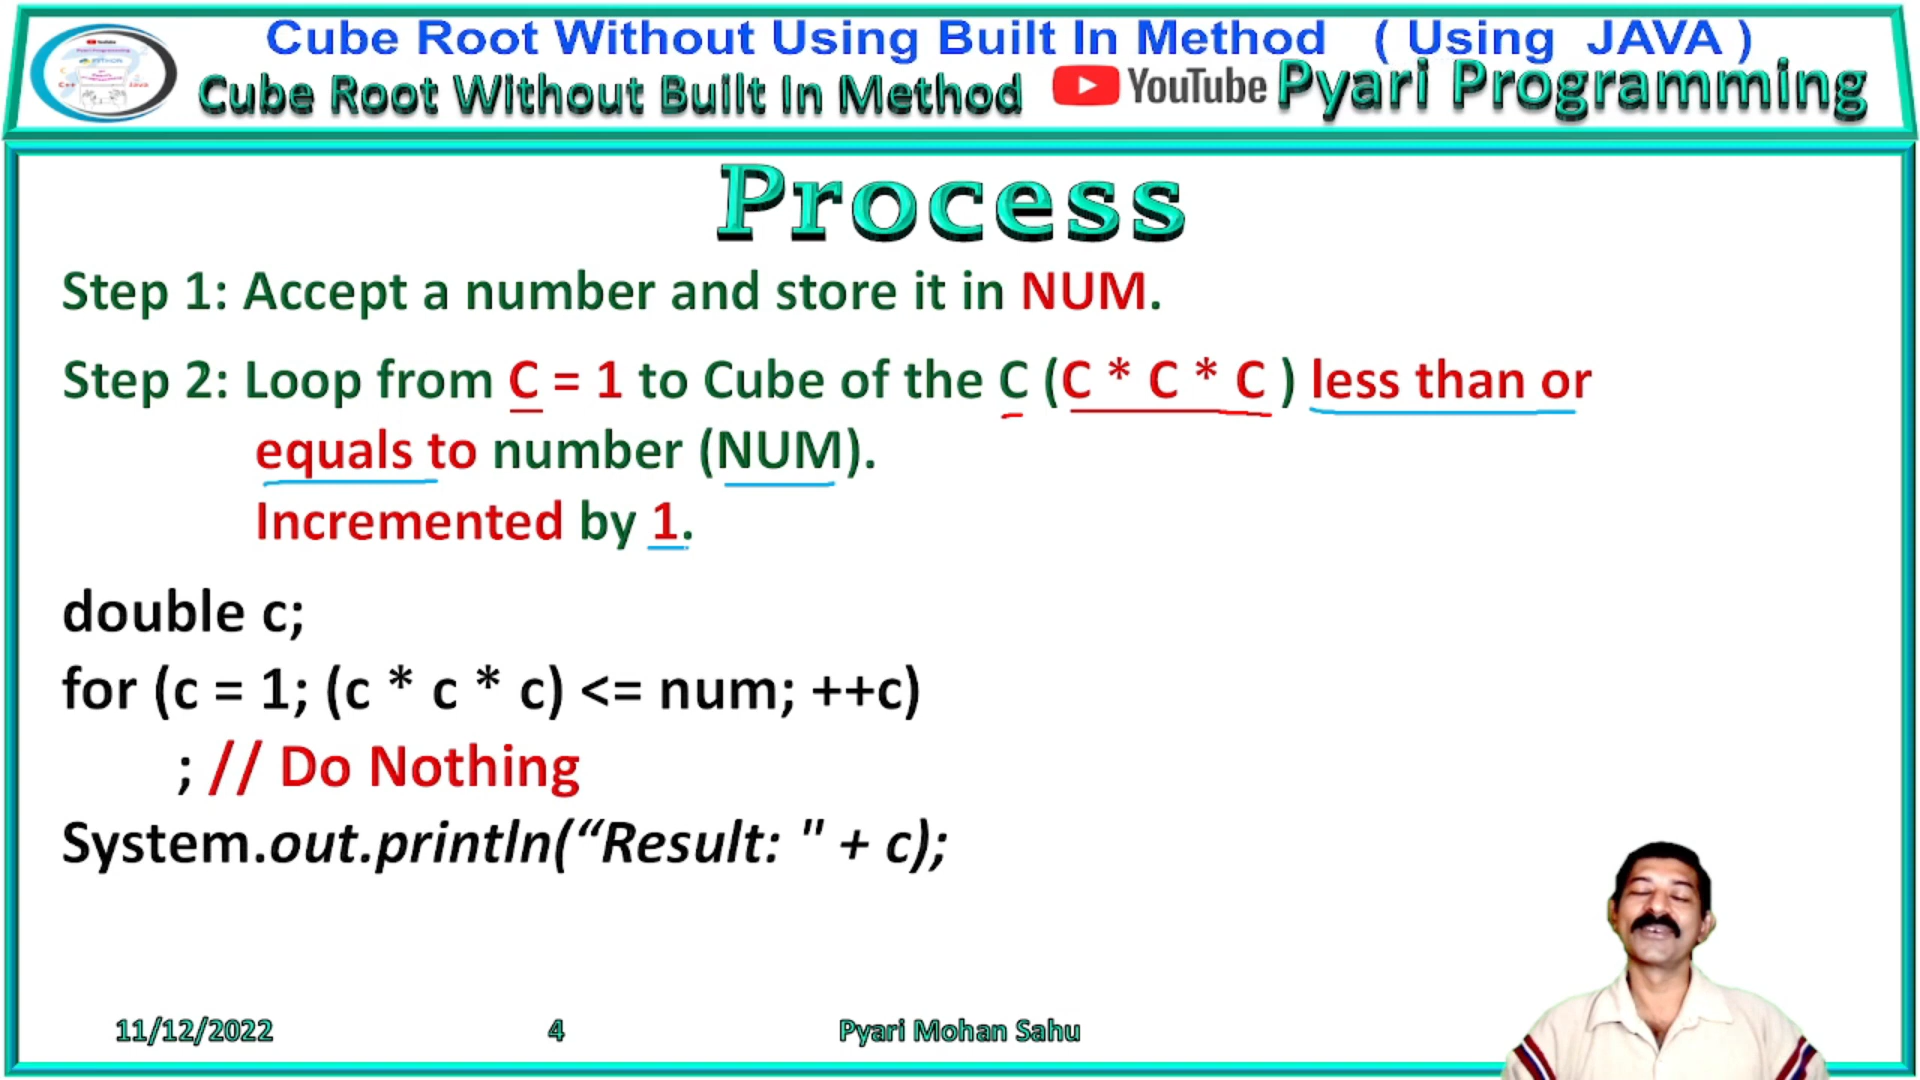 Cube Root Without Using Built In Method ( Using JAVA )
Cube Root Without Built In Method YouTube Pyari Programming
Process
Step 1: Accept a number and store it in NUM.
Step 2: Loop from C = 1 to Cube of the C (C * C * C ) less than or
equals to number (NUM).
Incremented by 1.
double c;
for (c = 1; (c * c * c) <= num; ++c)
; // Do Nothing
System.out.println(“Result: " + c);
11/12/2022 4 Pyari Mohan Sahu